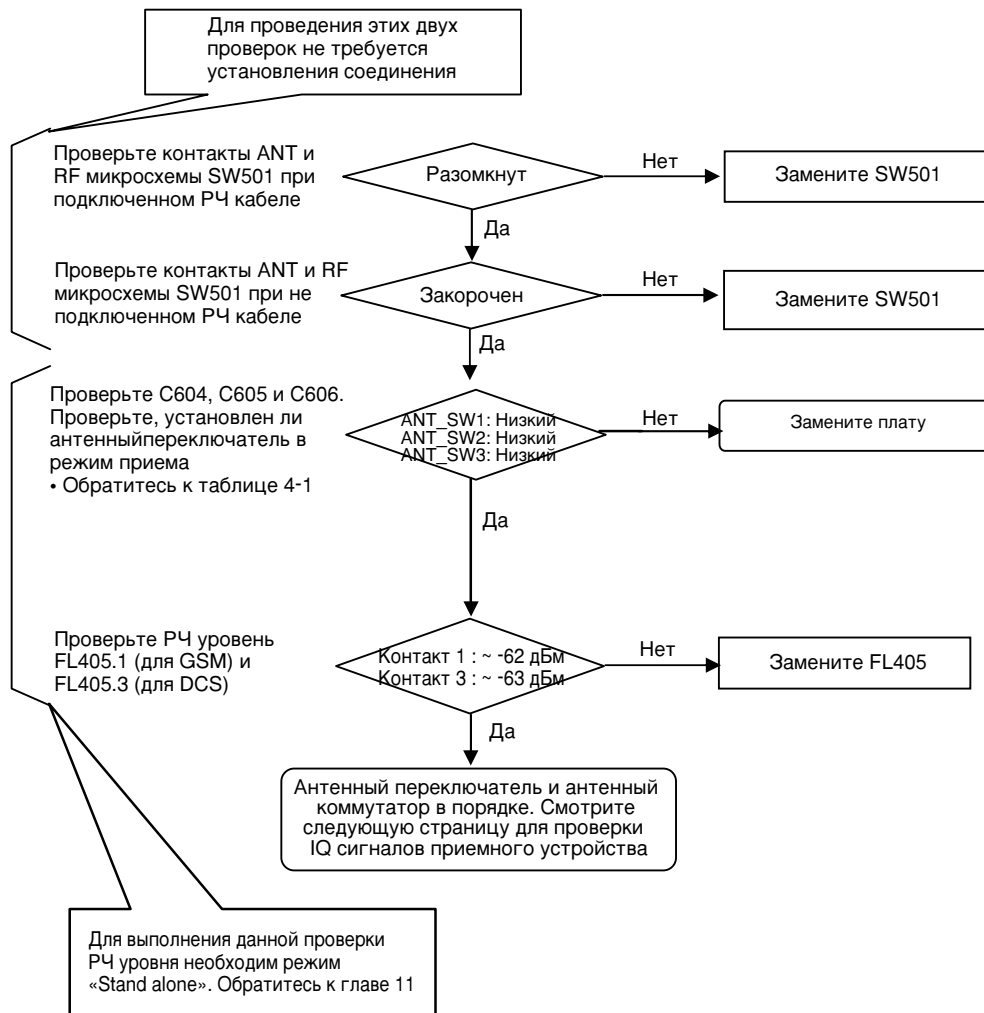 Для проведения этих двух
проверок не требуется
установления соединения
Проверьте контакты ANT и
RF микросхемы SW501 при
подключенном РЧ кабеле
Разомкнут
Нет
Замените SW501
Да
Проверьте контакты ANT и RF
микросхемы SW501 при не
подключенном РЧ кабеле
Закорочен
Нет
Замените SW501
Да
Проверьте C604, C605 и C606.
Проверьте, установлен ли
антенныйпереключатель в
режим приема
• Обратитесь к таблице 4-1
ANT_SW1: Низкий
ANT_SW2: Низкий
ANT_SW3: Низкий
Нет
Замените плату
Да
Проверьте РЧ уровень
FL405.1 (для GSM) и
FL405.3 (для DCS)
Контакт 1 : ~ -62 дБм
Контакт 3 : ~ -63 дБм
Нет
Замените FL405
Да
Антенный переключатель и антенный
коммутатор в порядке. Смотрите
следующую страницу для проверки
IQ сигналов приемного устройства
Для выполнения данной проверки
РЧ уровня необходим режим
«Stand alone». Обратитесь к главе 11